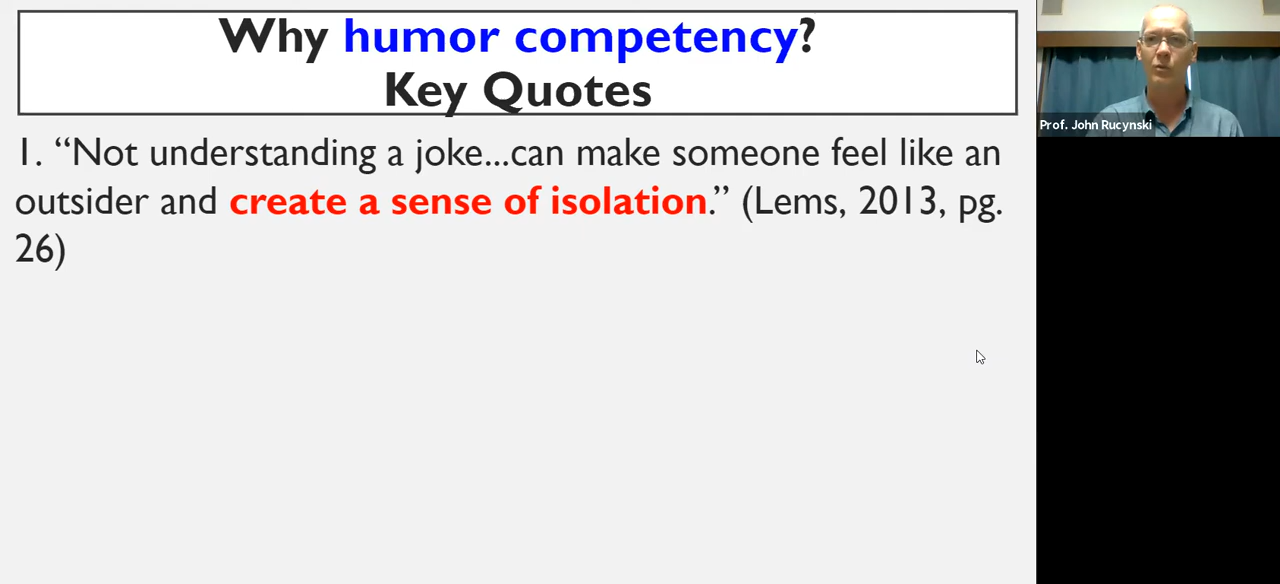 Why humor competency?
Key Quotes
Prof. John Rucynski
1. “Not understanding a joke...can make someone feel like an
outsider and create a sense of isolation.” (Lems, 2013, pg.
26)